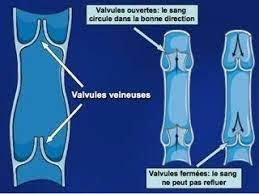 Valvules ouvertes: le sang
circule dans la bonne direction
Valvules veineuses
Valvules fermées: le sang
ne peut pas refluer